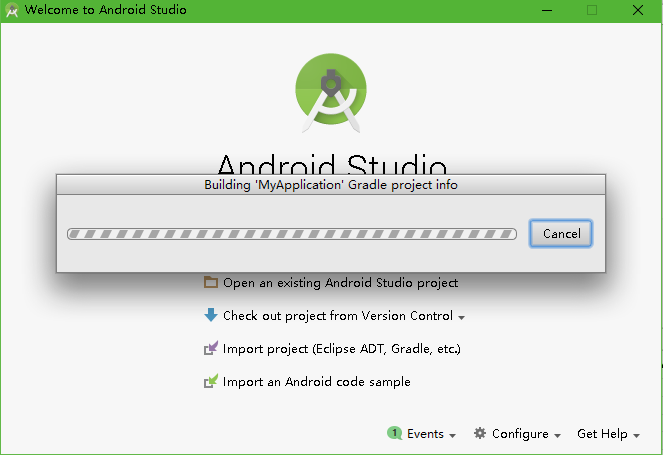 Welcome to Android Studio
Android Studio
Building 'MyApplication' Gradle project info
Cancel
Open an existing Android Studio project
Check out project from Version Control
Import project (Eclipse ADT, Gradle, etc.)
Import an Android code sample
1 Events Configure Get Help